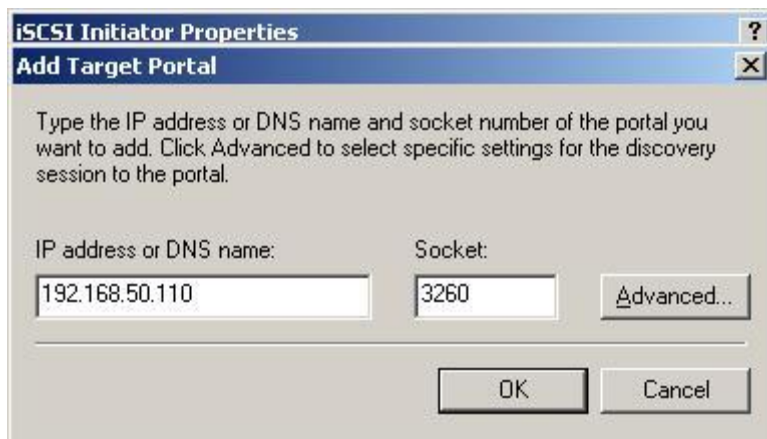 iSCSI Initiator Properties ?
Add Target Portal X
Type the IP address or DNS name and socket number of the portal you
want to add. Click Advanced to select specific settings for the discovery
session to the portal.
IP address or DNS name: Socket:
192.168.50.110 3260 Advanced...
OK Cancel